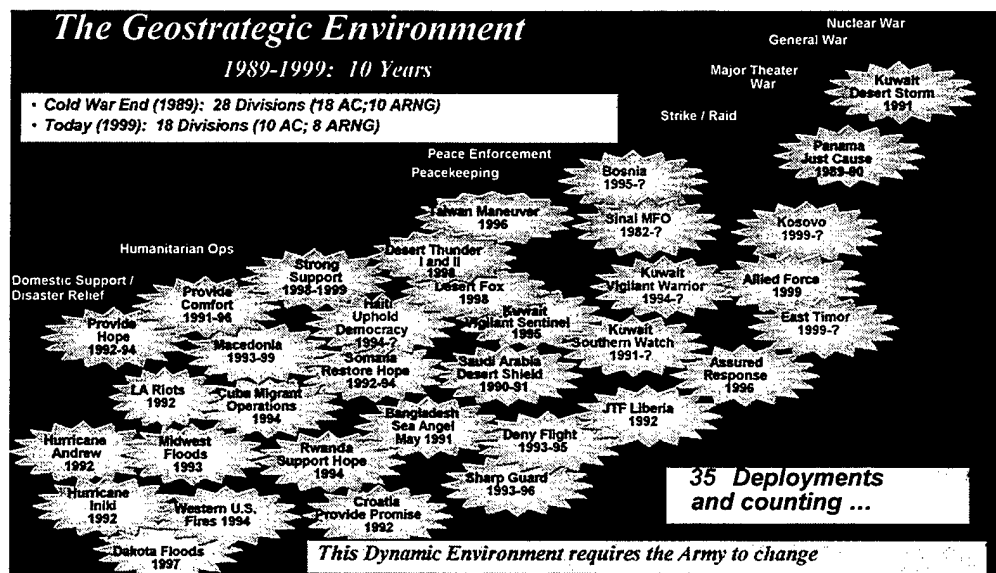 The Geostrategic Environment
1989-1999: 10 Years
• Cold War End (1989): 28 Divisions (18 AC;10 ARNG)
• Today (1999): 18 Divisions (10 AC; 8 ARNG)
Nuclear War
General War
Major Theater
War
Strike / Raid
Peace Enforcement
Peacekeeping
Humanitarian Ops
Domestic Support /
Disaster Relief
Kuwait
Desert Storm
1991
Panama
Just Cause
1989-90
Bosnia
1995-?
Taiwan Maneuver
1996
Sinai MFO
1982-?
Kosovo
1999-?
Strong
Support
1998-1999
Desert Thunder
I and II
1998
Provide
Comfort
1991-96
Desert Fox
1998
Kuwait
Vigilant Warrior
1994-?
Allied Force
1999
Provide
Hope
1992-94
Macedonia
1993-99
Haiti
Uphold
Democracy
1994-?
Kuwait
Vigilant Sentinel
1995
Kuwait
Southern Watch
1991-?
East Timor
1999-?
LA Riots
1992
Cuba Migrant
Operations
1994
Somalia
Restore Hope
1992-94
Saudi Arabia
Desert Shield
1990-91
Assured
Response
1996
Bangladesh
Sea Angel
May 1991
JTF Liberia
1992
Hurricane
Andrew
1992
Midwest
Floods
1993
Rwanda
Support Hope
1994
Deny Flight
1993-95
Hurricane
Iniki
1992
Western U.S.
Fires 1994
Croatia
Provide Promise
1992
Sharp Guard
1993-96
Dakota Floods
1997
35 Deployments
and counting ...
This Dynamic Environment requires the Army to change